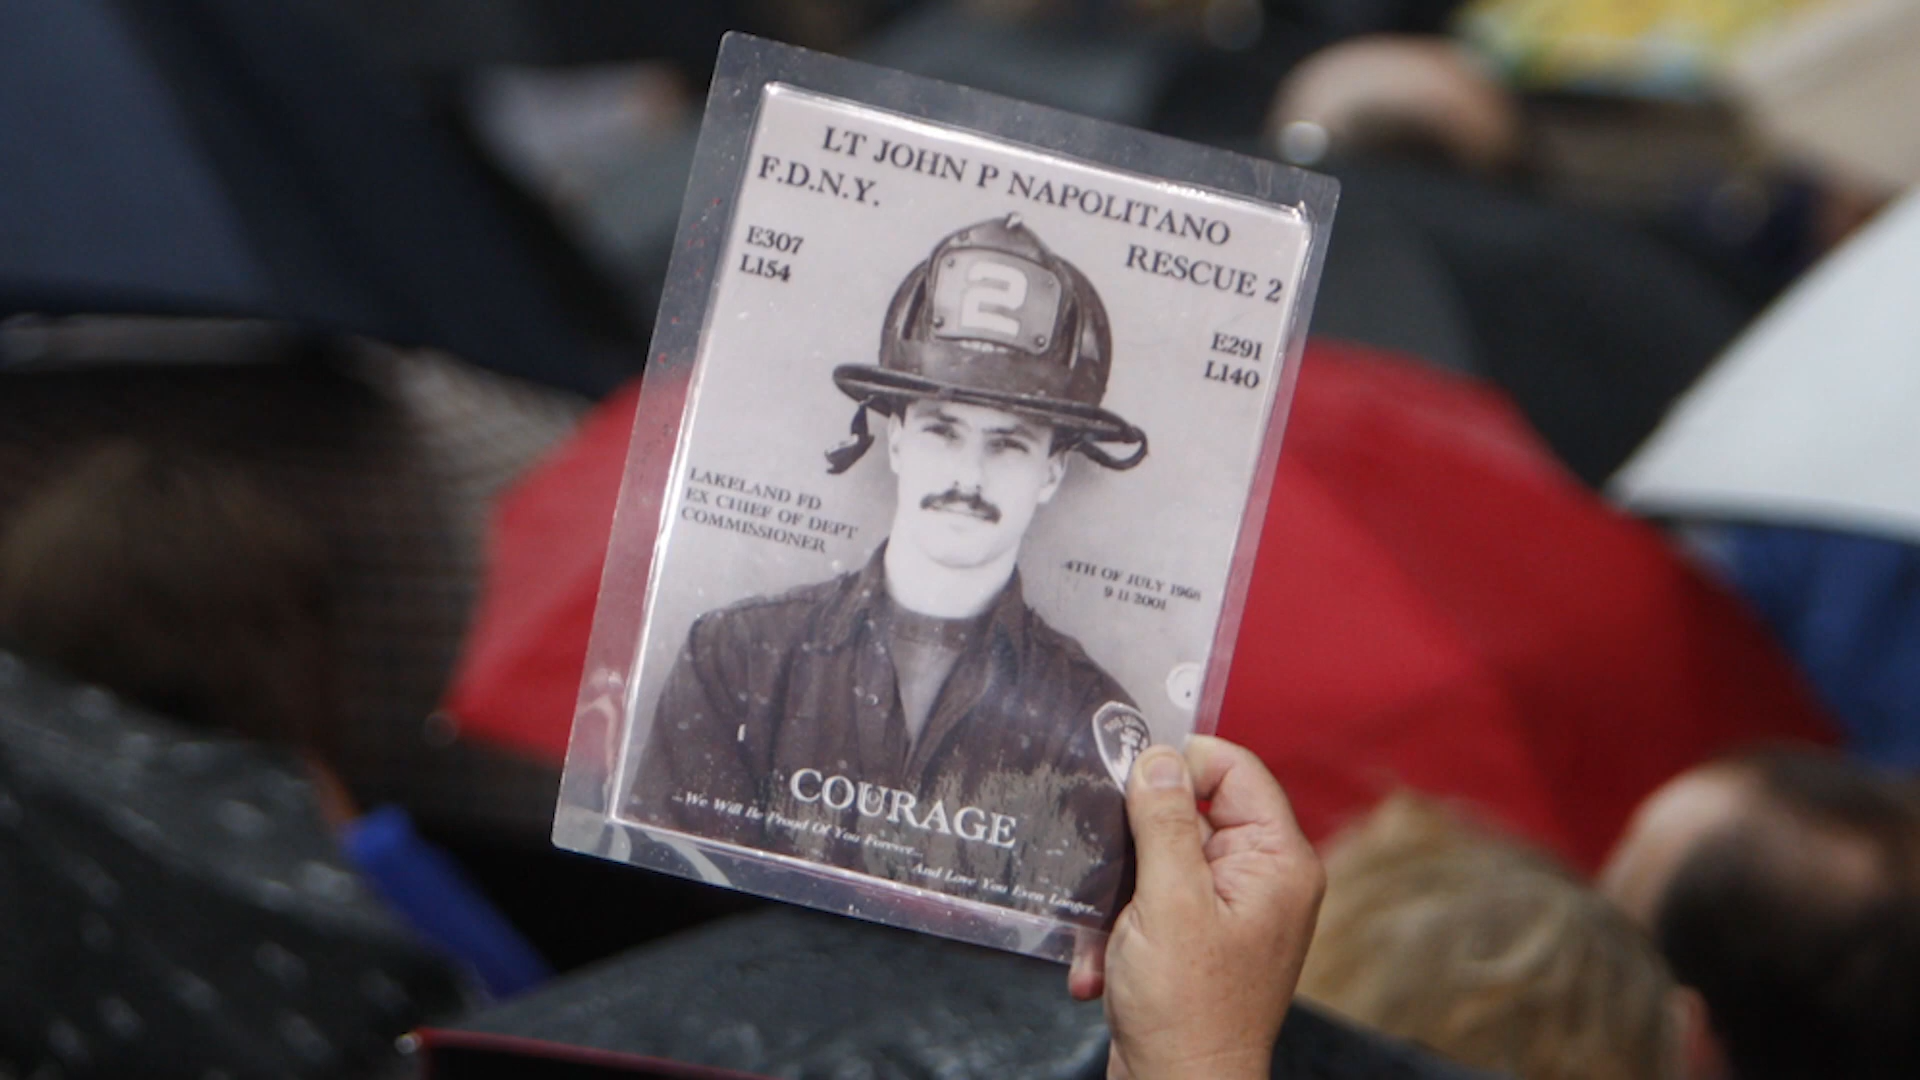 LT JOHN P NAPOLITANO
F.D.N.Y.
RESCUE 2
E307
L154
E291
L140
2
LAKELAND FD
EX CHIEF OF DEPT
COMMISSIONER
4TH OF JULY 1968
9-11-2001
COURAGE
...We Will Be Proud Of You Forever...
And Love You Even Longer...